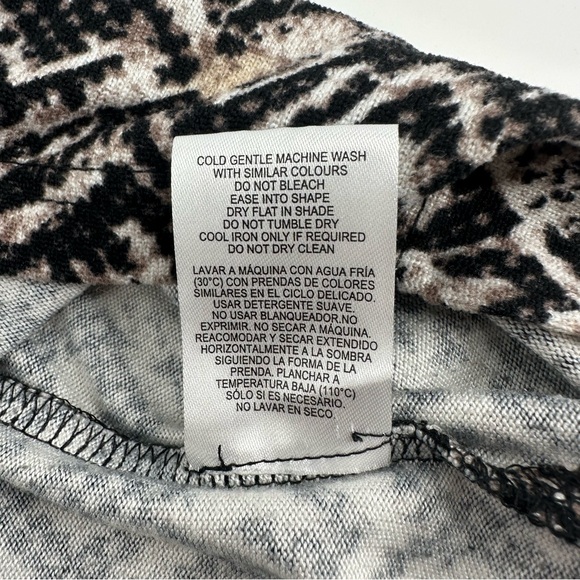 COLD GENTLE MACHINE WASH
WITH SIMILAR COLOURS
DO NOT BLEACH
EASE INTO SHAPE
DRY FLAT IN SHADE
DO NOT TUMBLE DRY
COOL IRON ONLY IF REQUIRED
DO NOT DRY CLEAN
LAVAR A MÁQUINA CON AGUA FRÍA
(30°C) CON PRENDAS DE COLORES
SIMILARES EN EL CICLO DELICADO.
USAR DETERGENTE SUAVE.
NO USAR BLANQUEADOR.NO
EXPRIMIR. NO SECAR A MÁQUINA.
REACOMODAR Y SECAR EXTENDIDO
HORIZONTALMENTE A LA SOMBRA
SIGUIENDO LA FORMA DE LA
PRENDA. PLANCHAR A
TEMPERATURA BAJA (110°C)
SÓLO SI ES NECESARIO.
NO LAVAR EN SECO.